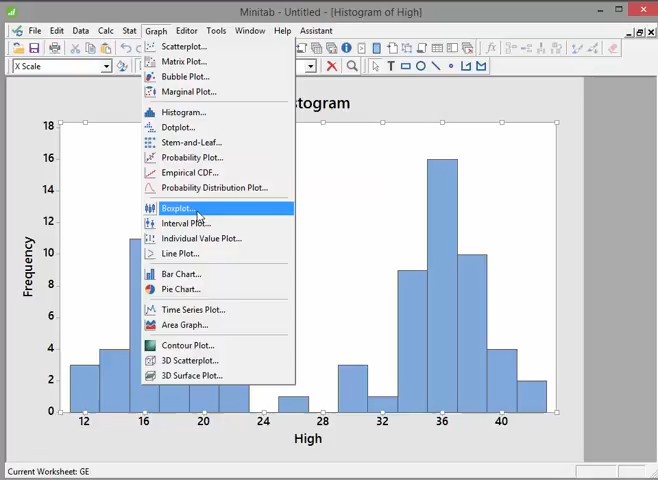 Minitab - Untitled - [Histogram of High]
File Edit Data Calc Stat Graph Editor Tools Window Help Assistant
X Scale
Scatterplot...
Matrix Plot...
Bubble Plot...
Marginal Plot...
Histogram...
Dotplot...
Stem-and-Leaf...
Probability Plot...
Empirical CDF...
Probability Distribution Plot...
Boxplot...
Interval Plot...
Individual Value Plot...
Line Plot...
Bar Chart...
Pie Chart...
Time Series Plot...
Area Graph...
Contour Plot...
3D Scatterplot...
3D Surface Plot...
stogram
18
16
14
12
10
8
6
4
2
0
Frequency
12 16 20 24 28 32 36 40
High
Current Worksheet: GE